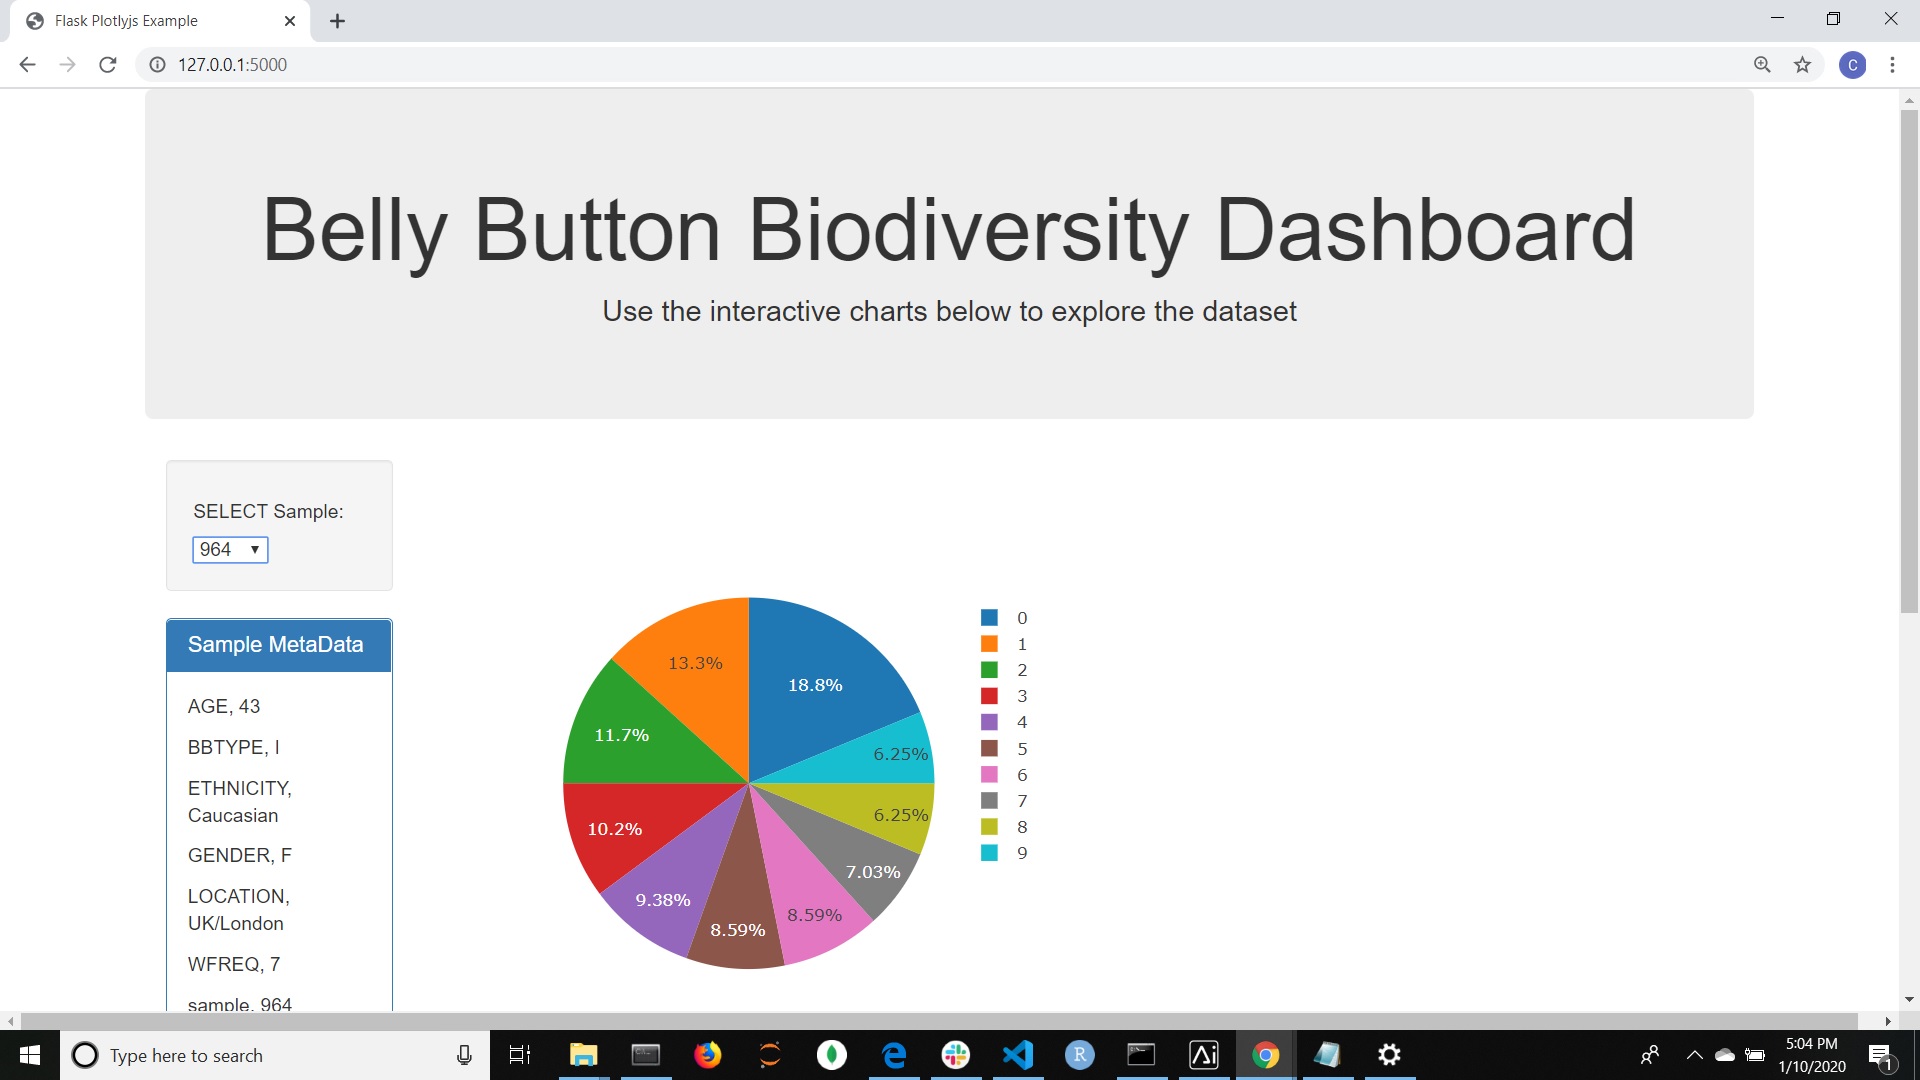 Flask Plotlyjs Example
127.0.0.1:5000
C
Belly Button Biodiversity Dashboard
Use the interactive charts below to explore the dataset
SELECT Sample:
964
Sample MetaData
AGE, 43
BBTYPE, I
ETHNICITY,
Caucasian
GENDER, F
LOCATION,
UK/London
WFREQ, 7
sample, 964
13.3%
18.8%
11.7%
6.25%
10.2%
6.25%
9.38%
7.03%
8.59%
8.59%
0
1
2
3
4
5
6
7
8
9
Type here to search
R
Ai
5:04 PM
1/10/2020
1